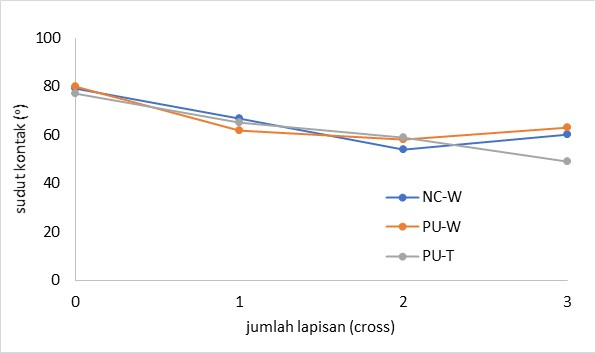 100
80
60
40
20
0
sudut kontak (º)
0 1 2 3
jumlah lapisan (cross)
NC-W
PU-W
PU-T